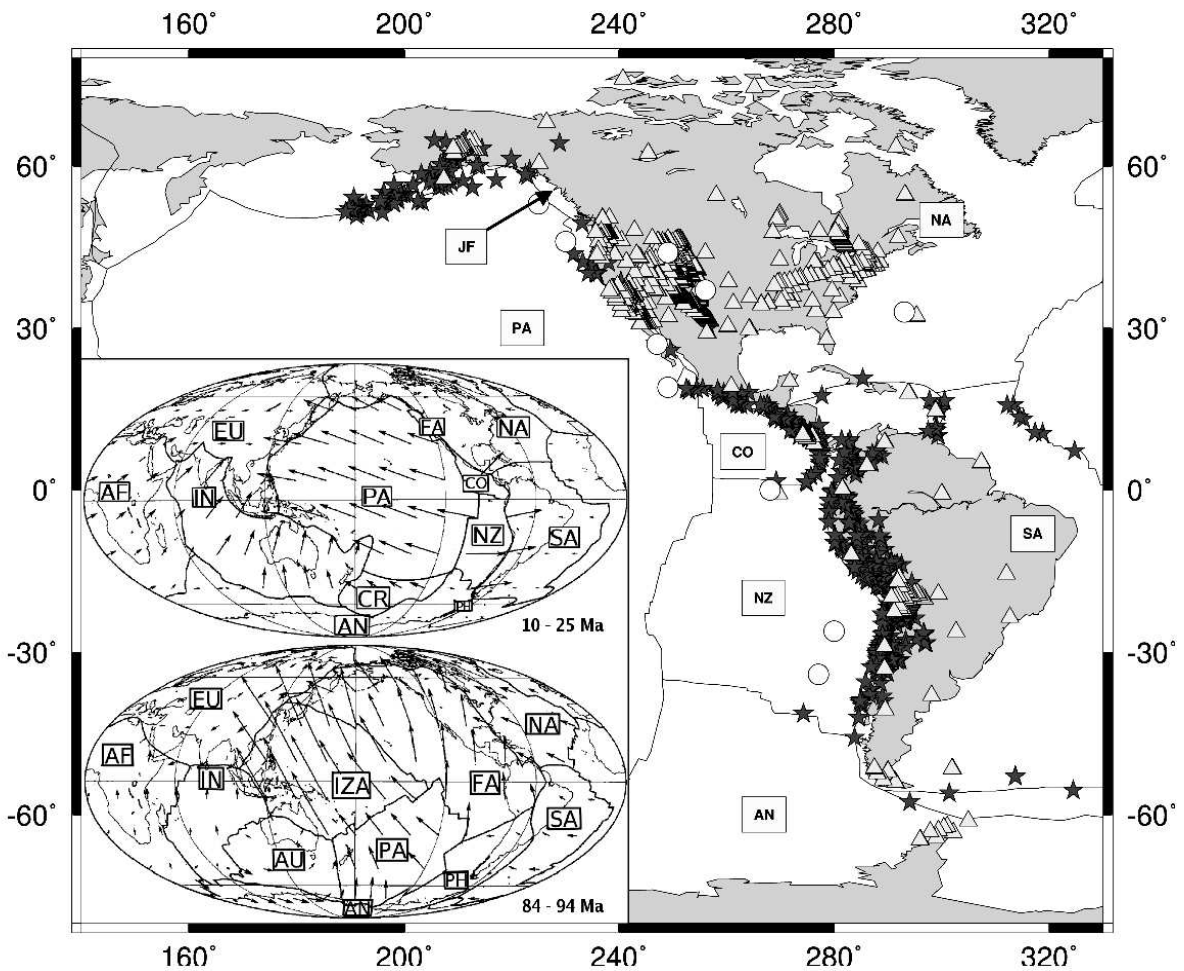 160° 200° 240° 280° 320°
60° 60°
NA
JF
PA
30° 30°
CO
0° 0°
SA
NZ
-30° -30°
AN
-60° -60°
EU FA NA
CO
AF IN PA
NZ SA
CR PH
AN
10 - 25 Ma
EU
NA
AF
IN IZA FA
SA
AU PA
PH
AN
84 - 94 Ma
160° 200° 240° 280° 320°